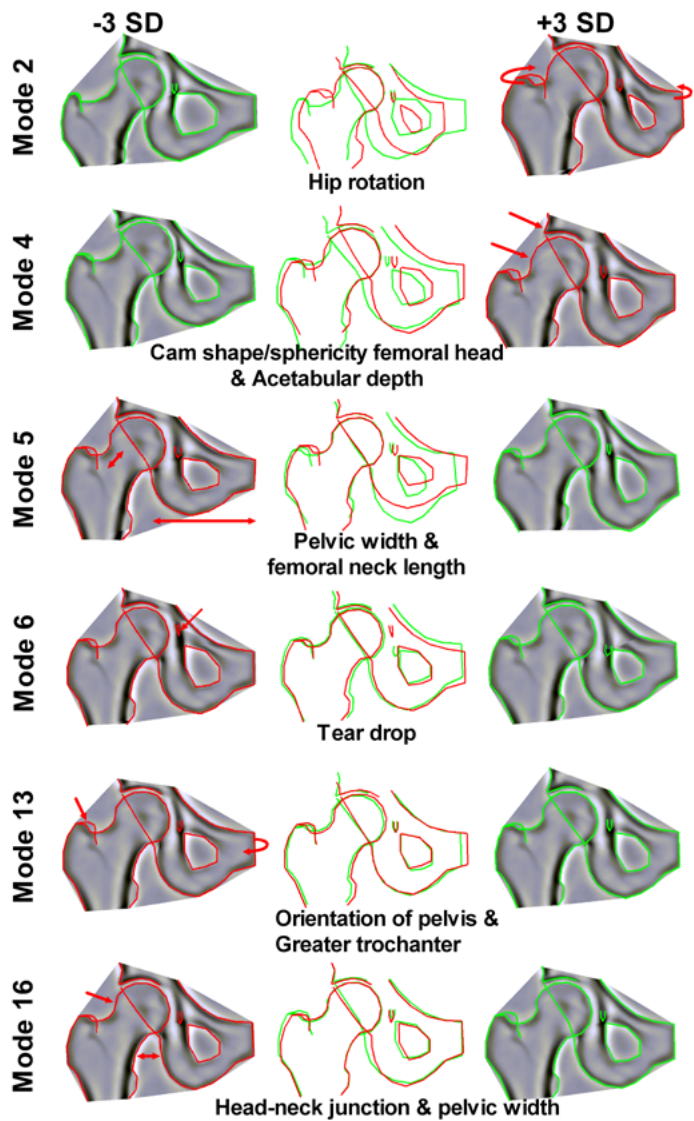 -3 SD
+3 SD
Mode 2
Hip rotation
Mode 4
Cam shape/sphericity femoral head
& Acetabular depth
Mode 5
Pelvic width &
femoral neck length
Mode 6
Tear drop
Mode 13
Orientation of pelvis &
Greater trochanter
Mode 16
Head-neck junction & pelvic width